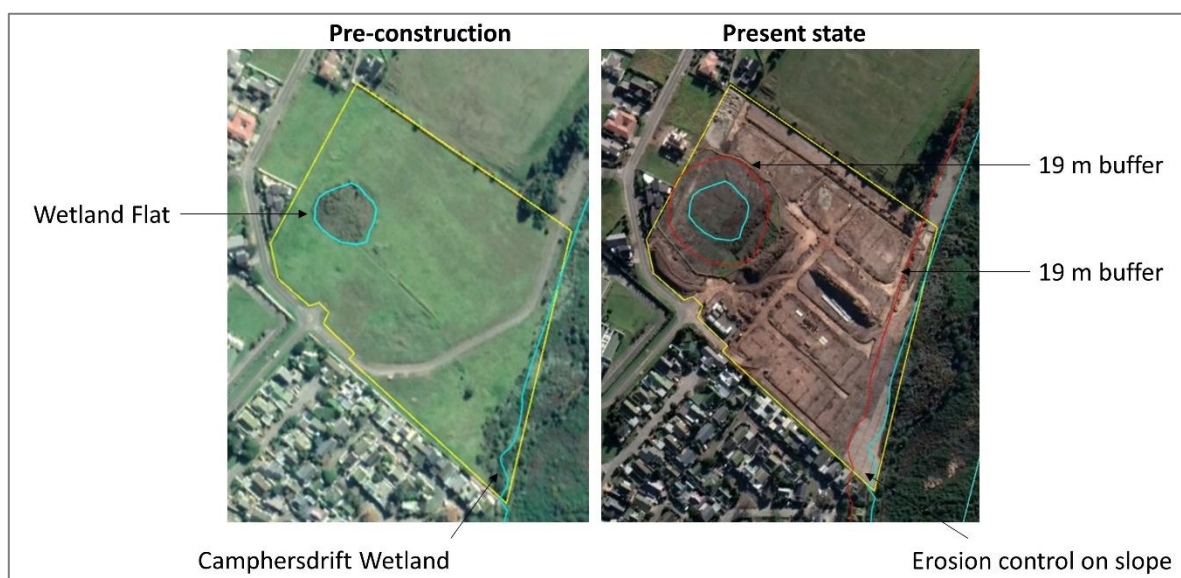 Pre-construction
Present state
19 m buffer
Wetland Flat
19 m buffer
Camphersdrift Wetland
Erosion control on slope